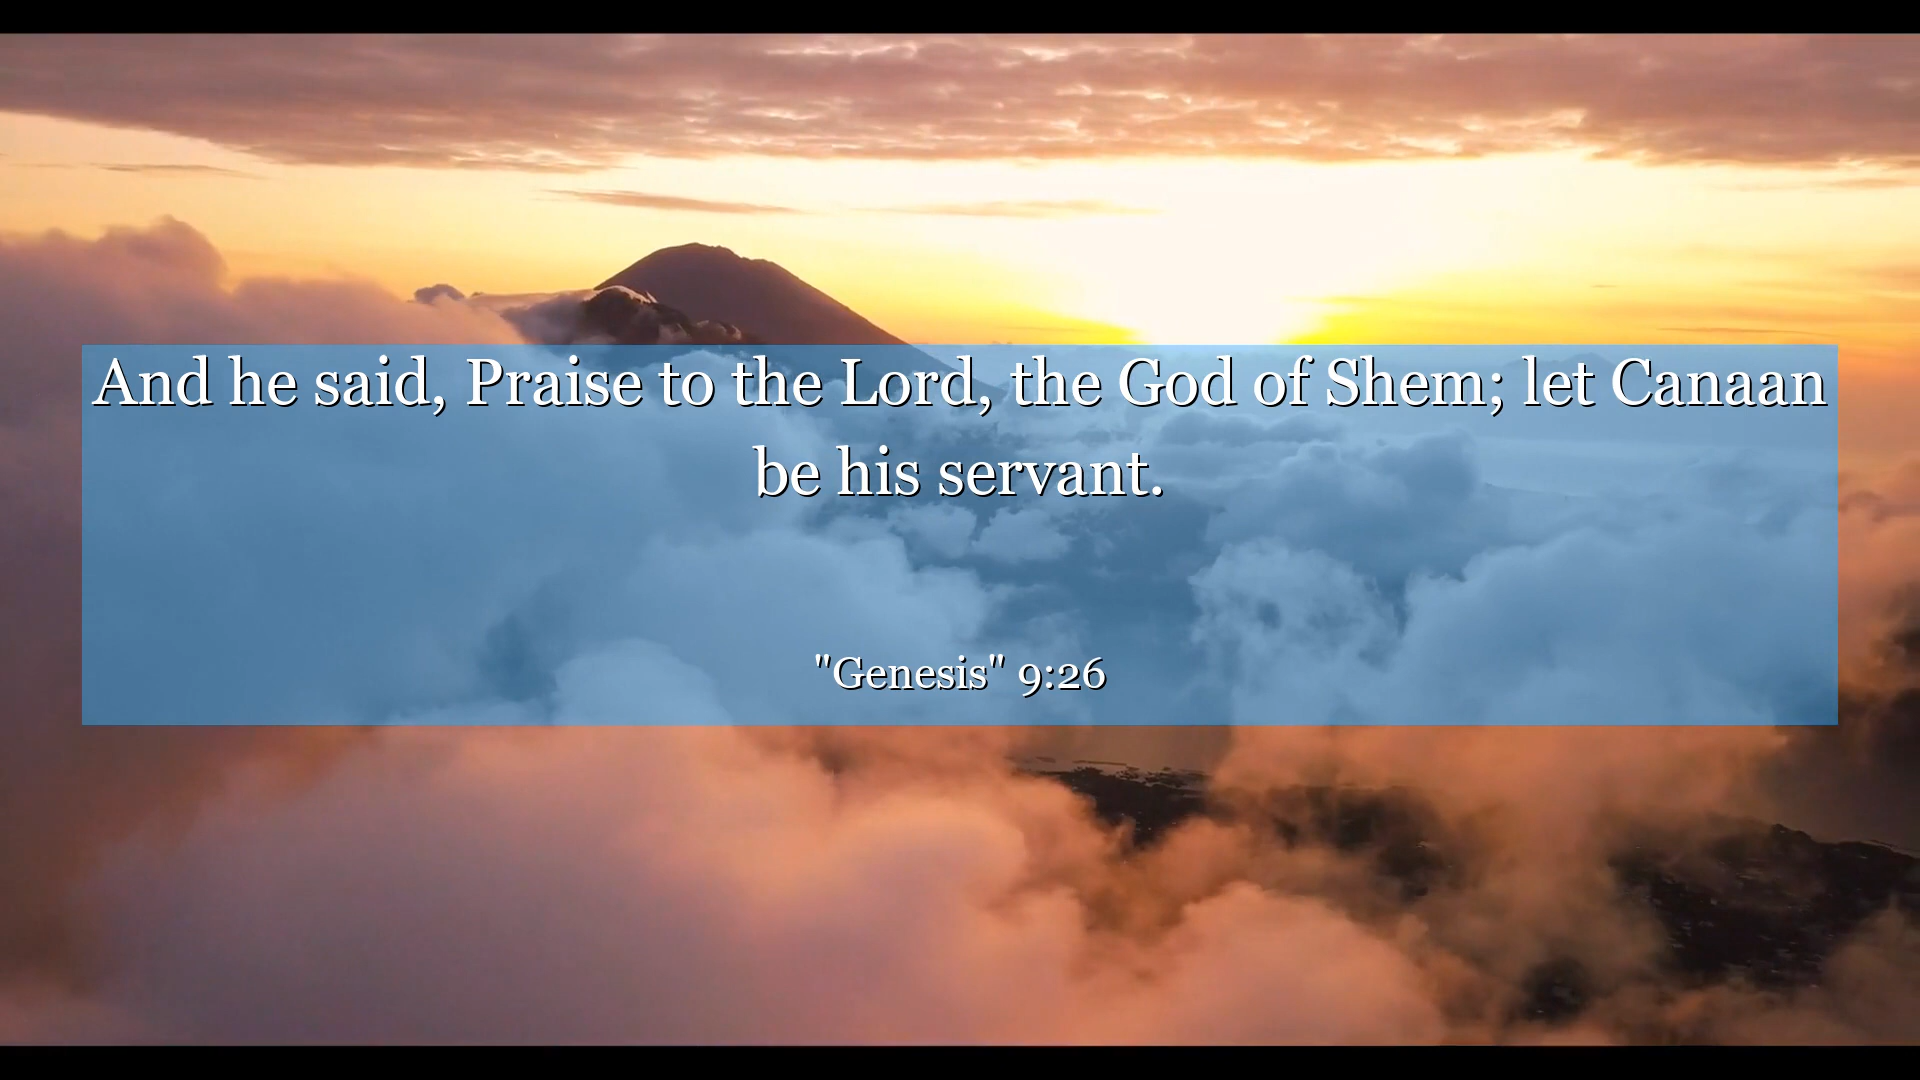 And he said, Praise to the Lord, the God of Shem; let Canaan
be his servant.
"Genesis" 9:26